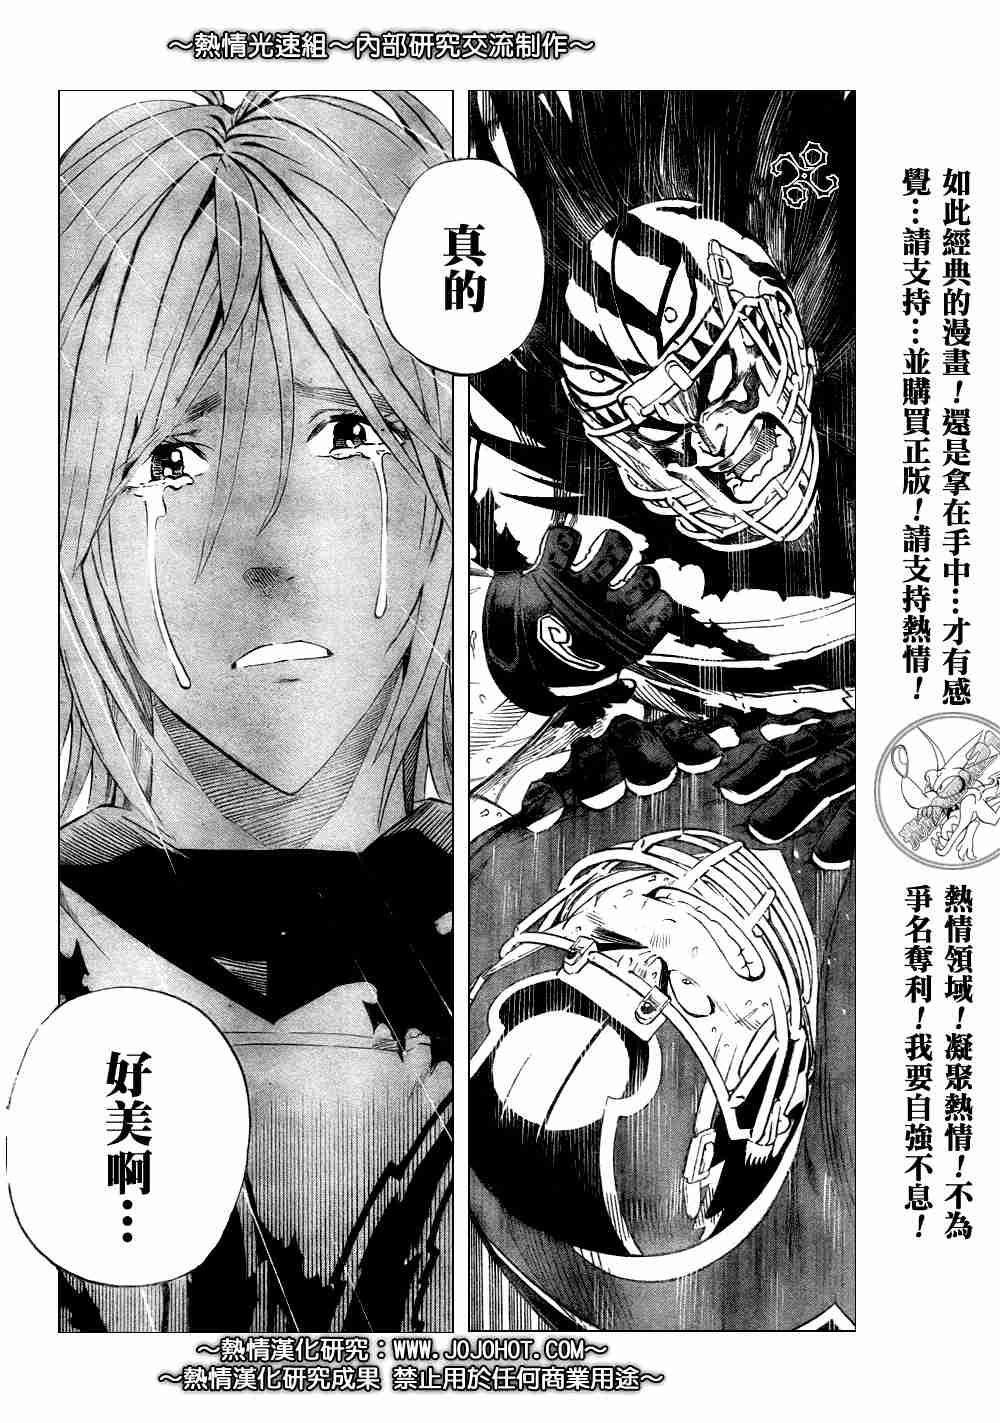 ～熱情光速組～內部研究交流制作～
如此經典的漫畫！還是拿在手中…才有感
覺…請支持…並購買正版！請支持熱情！
熱情領域！凝聚熱情！不為
爭名奪利！我要自強不息！
真的
好美啊…
～熱情漢化研究：WWW.JOJOHOT.COM～
～熱情漢化研究成果 禁止用於任何商業用途～